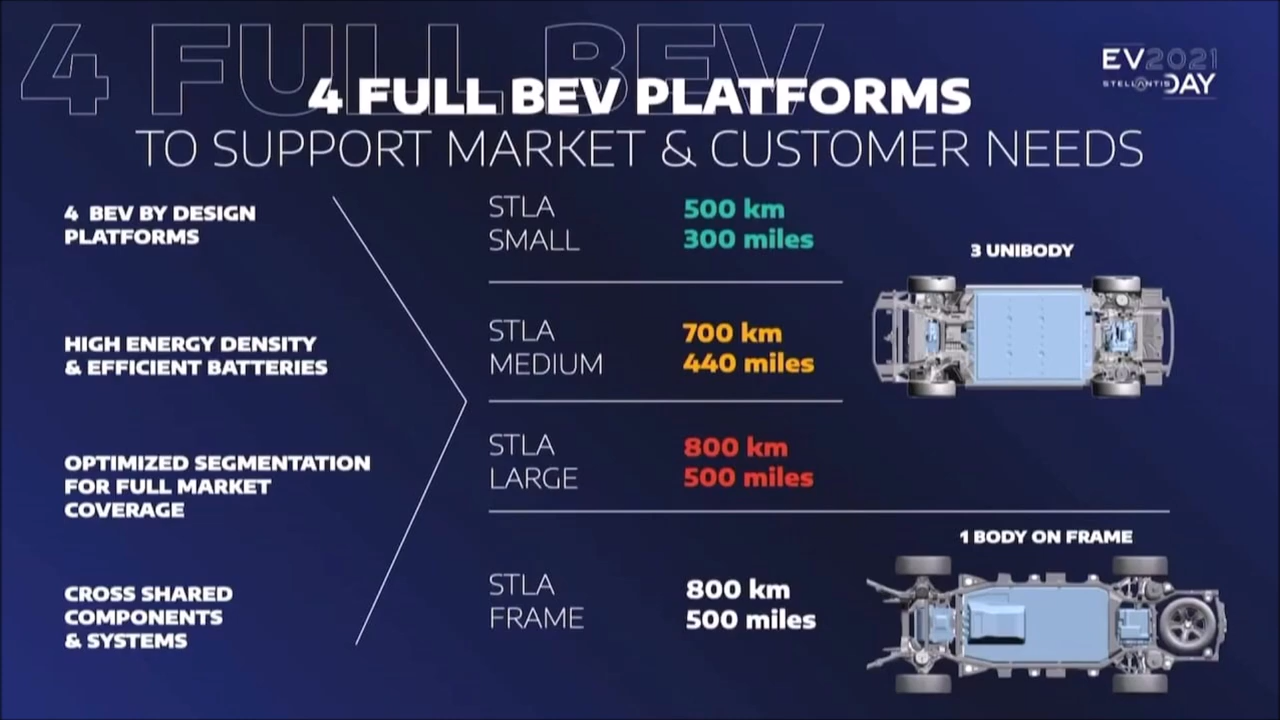 4 FULL BEV
4 FULL BEV PLATFORMS
TO SUPPORT MARKET & CUSTOMER NEEDS
EV2021
STELLANTIS DAY
4 BEV BY DESIGN
PLATFORMS
HIGH ENERGY DENSITY
& EFFICIENT BATTERIES
OPTIMIZED SEGMENTATION
FOR FULL MARKET
COVERAGE
CROSS SHARED
COMPONENTS
& SYSTEMS
STLA
SMALL
500 km
300 miles
STLA
MEDIUM
700 km
440 miles
STLA
LARGE
800 km
500 miles
STLA
FRAME
800 km
500 miles
3 UNIBODY
1 BODY ON FRAME